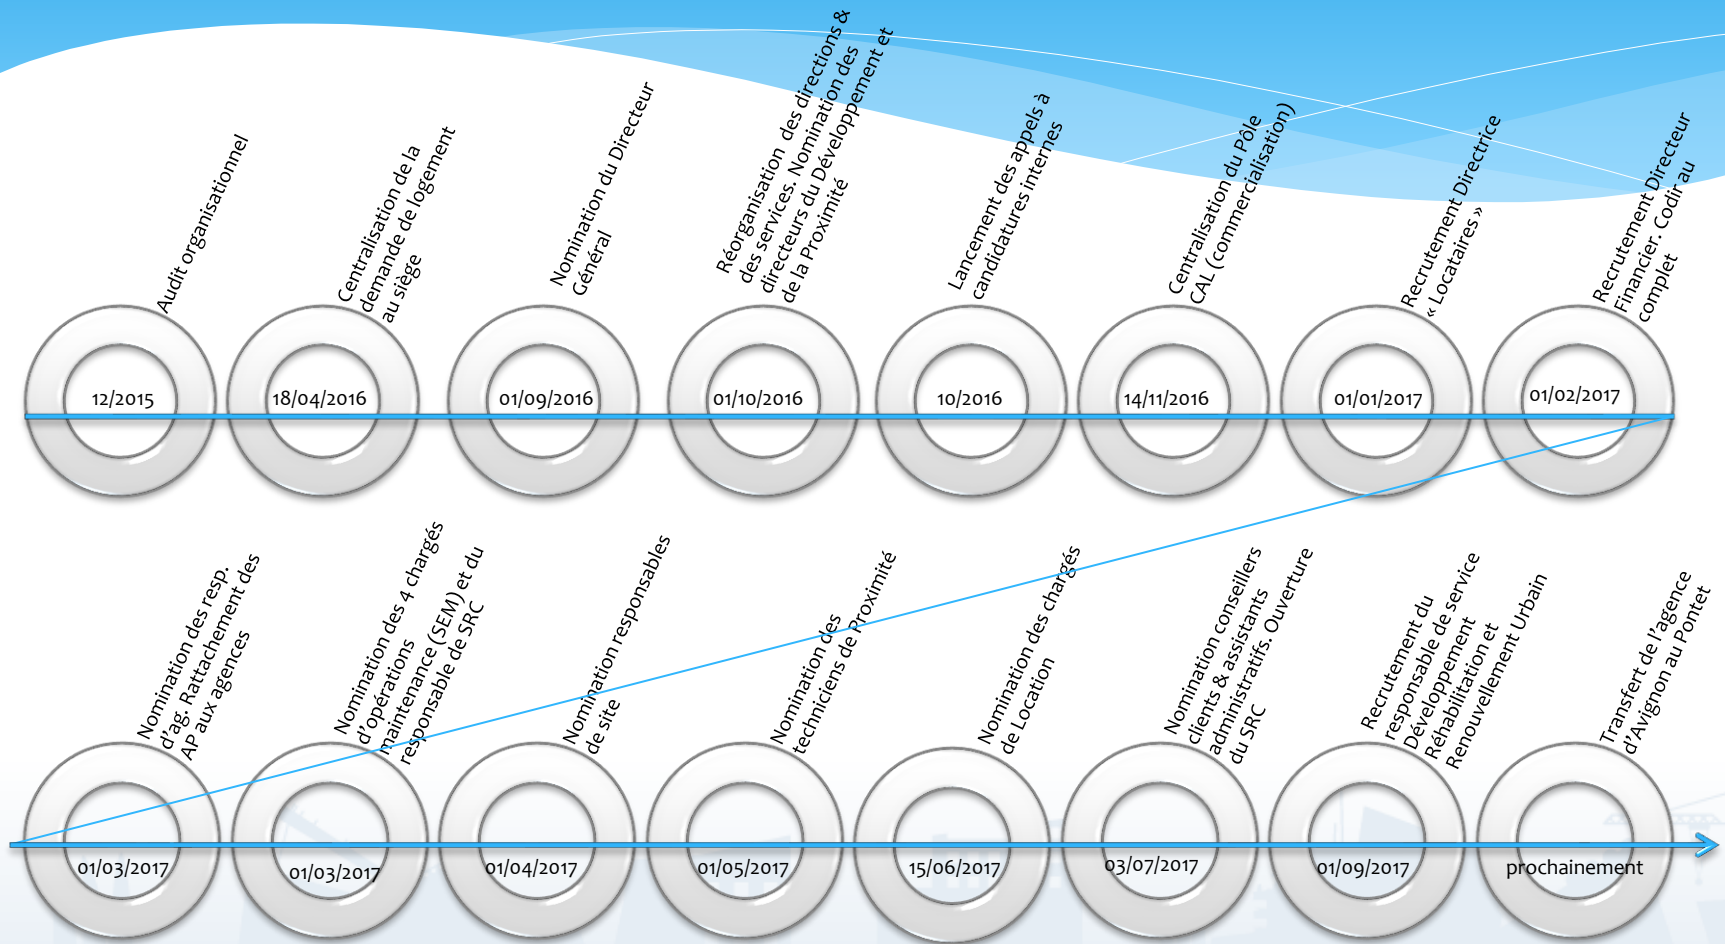 Audit organisationnel
12/2015
Centralisation de la
demande de logement
au siège
18/04/2016
Nomination du Directeur
Général
01/09/2016
Réorganisation des directions &
des services. Nomination des
directeurs du Développement et
de la Proximité
01/10/2016
Lancement des appels à
candidatures internes
10/2016
Centralisation du Pôle
CAL (commercialisation)
14/11/2016
Recrutement Directrice
« Locataires »
01/01/2017
Recrutement Directeur
Financier. Codir au
complet
01/02/2017
Nomination des resp.
d'ag. Rattachement des
AP aux agences
01/03/2017
Nomination des 4 chargés
d'opérations
maintenance (SEM) et du
responsable de SRC
01/03/2017
Nomination responsables
de site
01/04/2017
Nomination des
techniciens de Proximité
01/05/2017
Nomination des chargés
de Location
15/06/2017
Nomination conseillers
clients & assistants
administratifs. Ouverture
du SRC
03/07/2017
Recrutement du
responsable de service
Développement
Réhabilitation et
Renouvellement Urbain
01/09/2017
Transfert de l'agence
d'Avignon au Pontet
prochainement